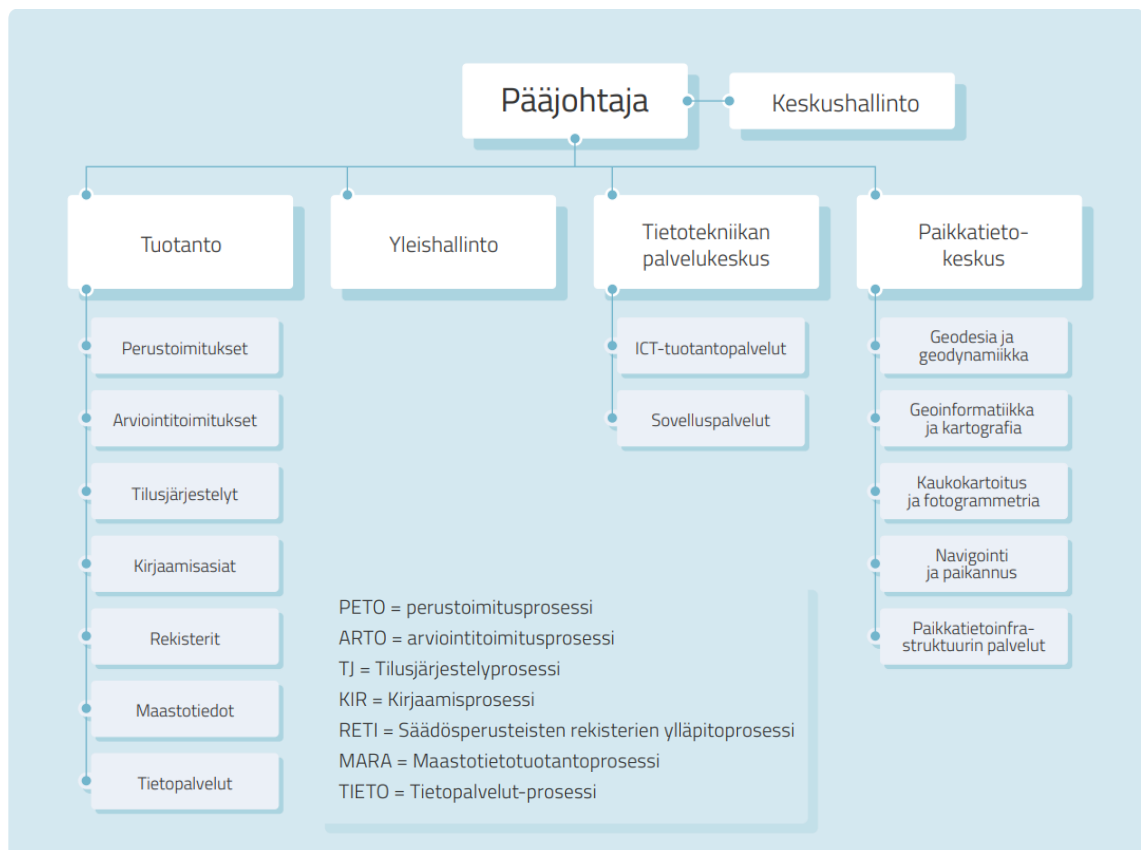 Pääjohtaja
Keskushallinto
Tuotanto
Yleishallinto
Tietotekniikan
palvelukeskus
Paikkatieto-
keskus
Perustoimitukset
Arviointitoimitukset
Tilusjärjestelyt
Kirjaamisasiat
Rekisterit
Maastotiedot
Tietopalvelut
ICT-tuotantopalvelut
Sovelluspalvelut
Geodesia ja
geodynamiikka
Geoinformatiikka
ja kartografia
Kaukokartoitus
ja fotogrammetria
Navigointi
ja paikannus
Paikkatietoinfra-
struktuurin palvelut
PETO = perustoimitusprosessi
ARTO = arviointitoimitusprosessi
TJ = Tilusjärjestelyprosessi
KIR = Kirjaamisprosessi
RETI = Säädösperusteisten rekisterien ylläpitoprosessi
MARA = Maastotietotuotantoprosessi
TIETO = Tietopalvelut-prosessi